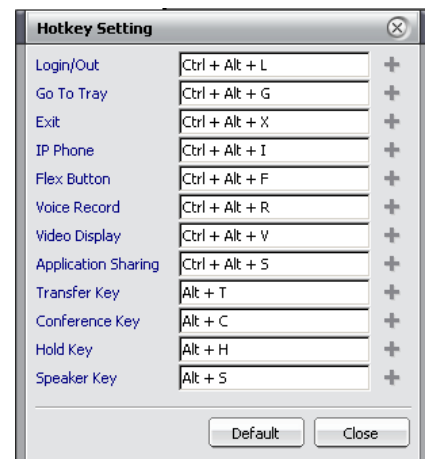 Hotkey Setting
Login/Out Ctrl + Alt + L
Go To Tray Ctrl + Alt + G
Exit Ctrl + Alt + X
IP Phone Ctrl + Alt + I
Flex Button Ctrl + Alt + F
Voice Record Ctrl + Alt + R
Video Display Ctrl + Alt + V
Application Sharing Ctrl + Alt + S
Transfer Key Alt + T
Conference Key Alt + C
Hold Key Alt + H
Speaker Key Alt + S
Default Close